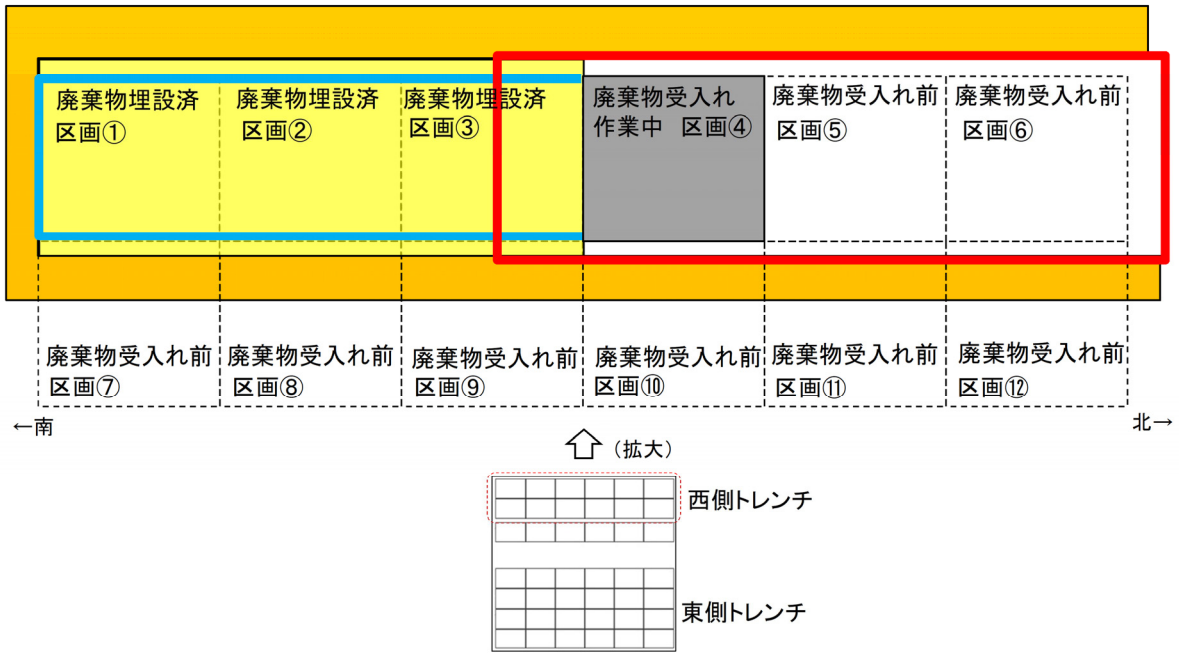 廃棄物埋設済
区画①
廃棄物埋設済
区画②
廃棄物埋設済
区画③
廃棄物受入れ
作業中 区画④
廃棄物受入れ前
区画⑤
廃棄物受入れ前
区画⑥
廃棄物受入れ前
区画⑦
廃棄物受入れ前
区画⑧
廃棄物受入れ前
区画⑨
廃棄物受入れ前
区画⑩
廃棄物受入れ前
区画⑪
廃棄物受入れ前
区画⑫
←南
北→
(拡大)
西側トレンチ
東側トレンチ